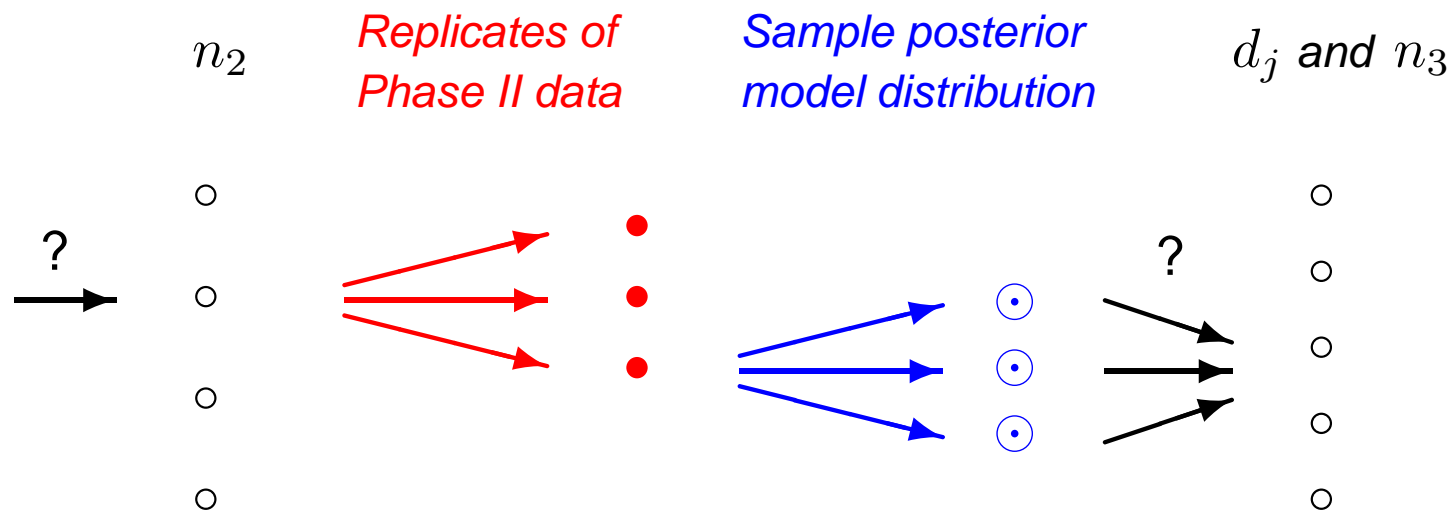 n₂
Replicates of
Phase II data
Sample posterior
model distribution
dⱼ and n₃
?
?